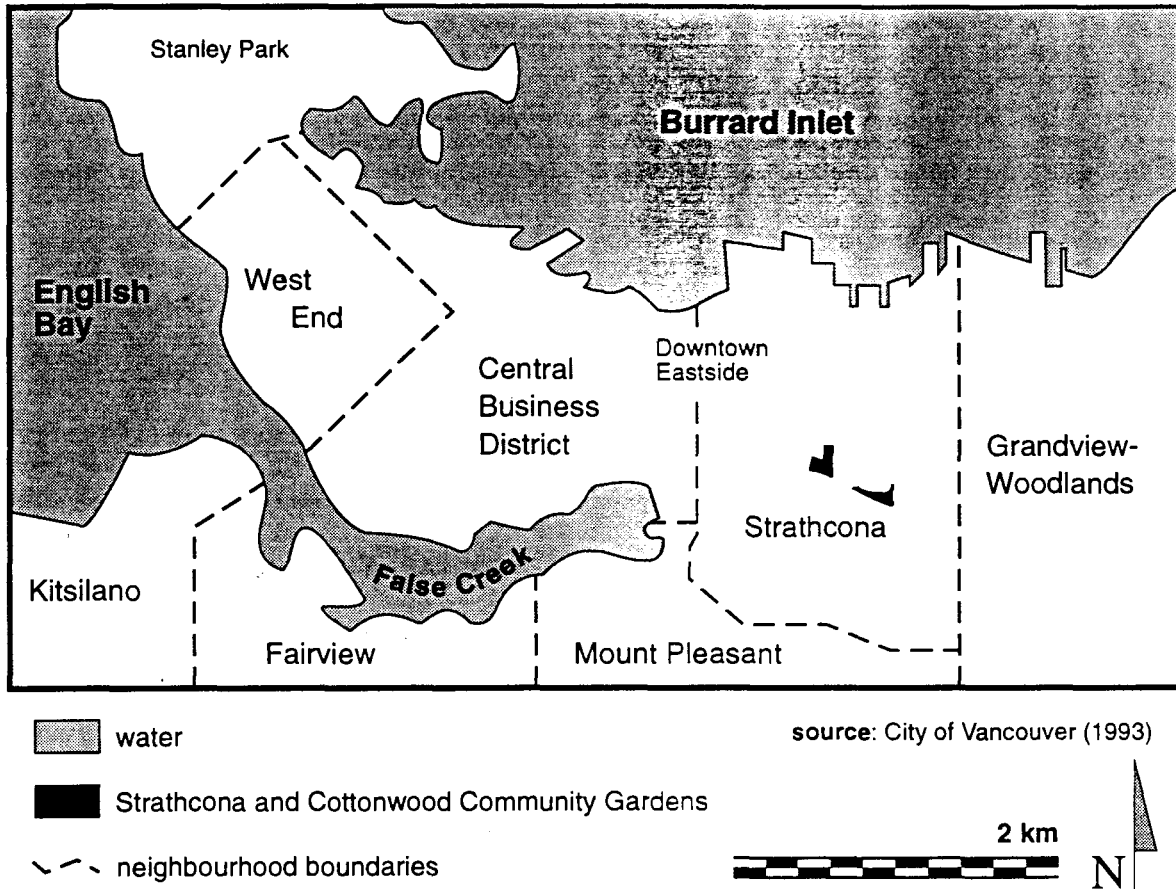 Stanley Park
Burrard Inlet
English
Bay
West
End
Downtown
Eastside
Central
Business
District
Grandview-
Woodlands
Strathcona
Kitsilano
False Creek
Fairview
Mount Pleasant
water
source: City of Vancouver (1993)
Strathcona and Cottonwood Community Gardens
2 km
neighbourhood boundaries
N